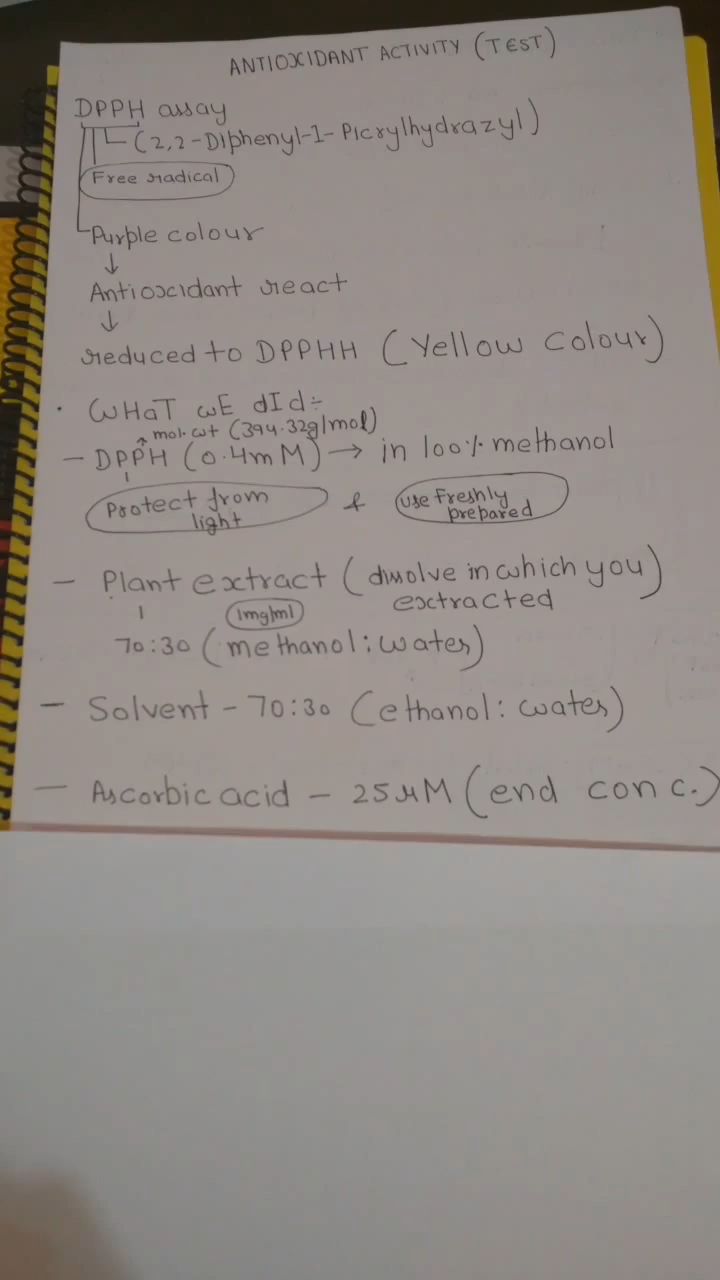 ANTIOXIDANT ACTIVITY (TEST)
DPPH assay
(2,2-Diphenyl-1-Picrylhydrazyl)
Free radical
Purple colour
↓
Antioxidant react
↓
reduced to DPPHH (Yellow colour)
• WHaT wE dId÷
mol. wt (394.32g/mol)
- DPPH (0.4mM) → in 100% methanol
Protect from light & Use Freshly prepared
- Plant extract (dissolve in which you extracted)
1mg/ml
70:30 (methanol:water)
- Solvent - 70:30 (ethanol: water)
- Ascorbic acid - 25 µM (end conc.)